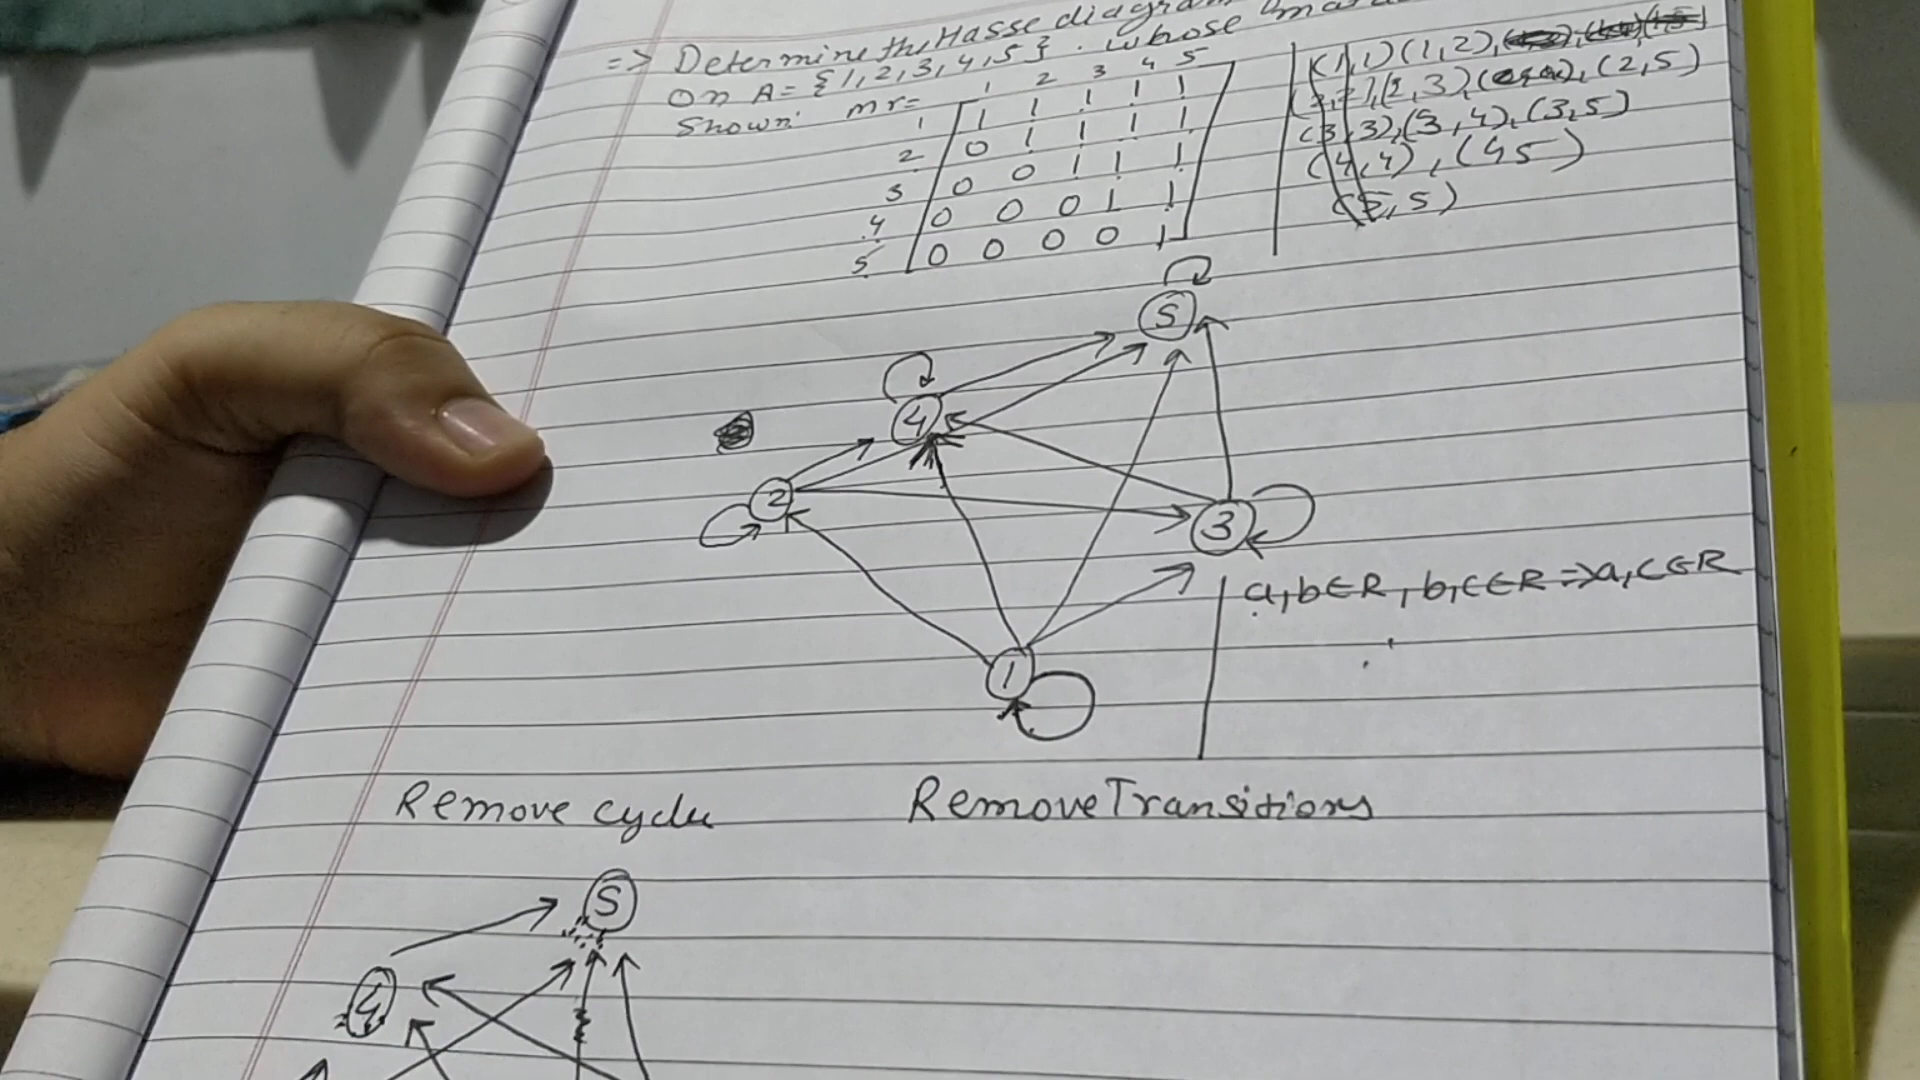 => Determine the Hasse diagram
on A = {1,2,3,4,5}. whose
shown: mr=
1 2 3 4 5
1 1 1 1 1 1
2 0 1 1 1 1
3 0 0 1 1 1
4 0 0 0 1 1
5 0 0 0 0 1
(1,1)(1,2),
(2,3), (2,5)
(3,3),(3,4),(3,5)
(4,4), (45)
(5,5)
5
4
2
3
a,b∈R, b,c∈R=>a,c∈R
1
Remove cycle Remove Transitions
5
4